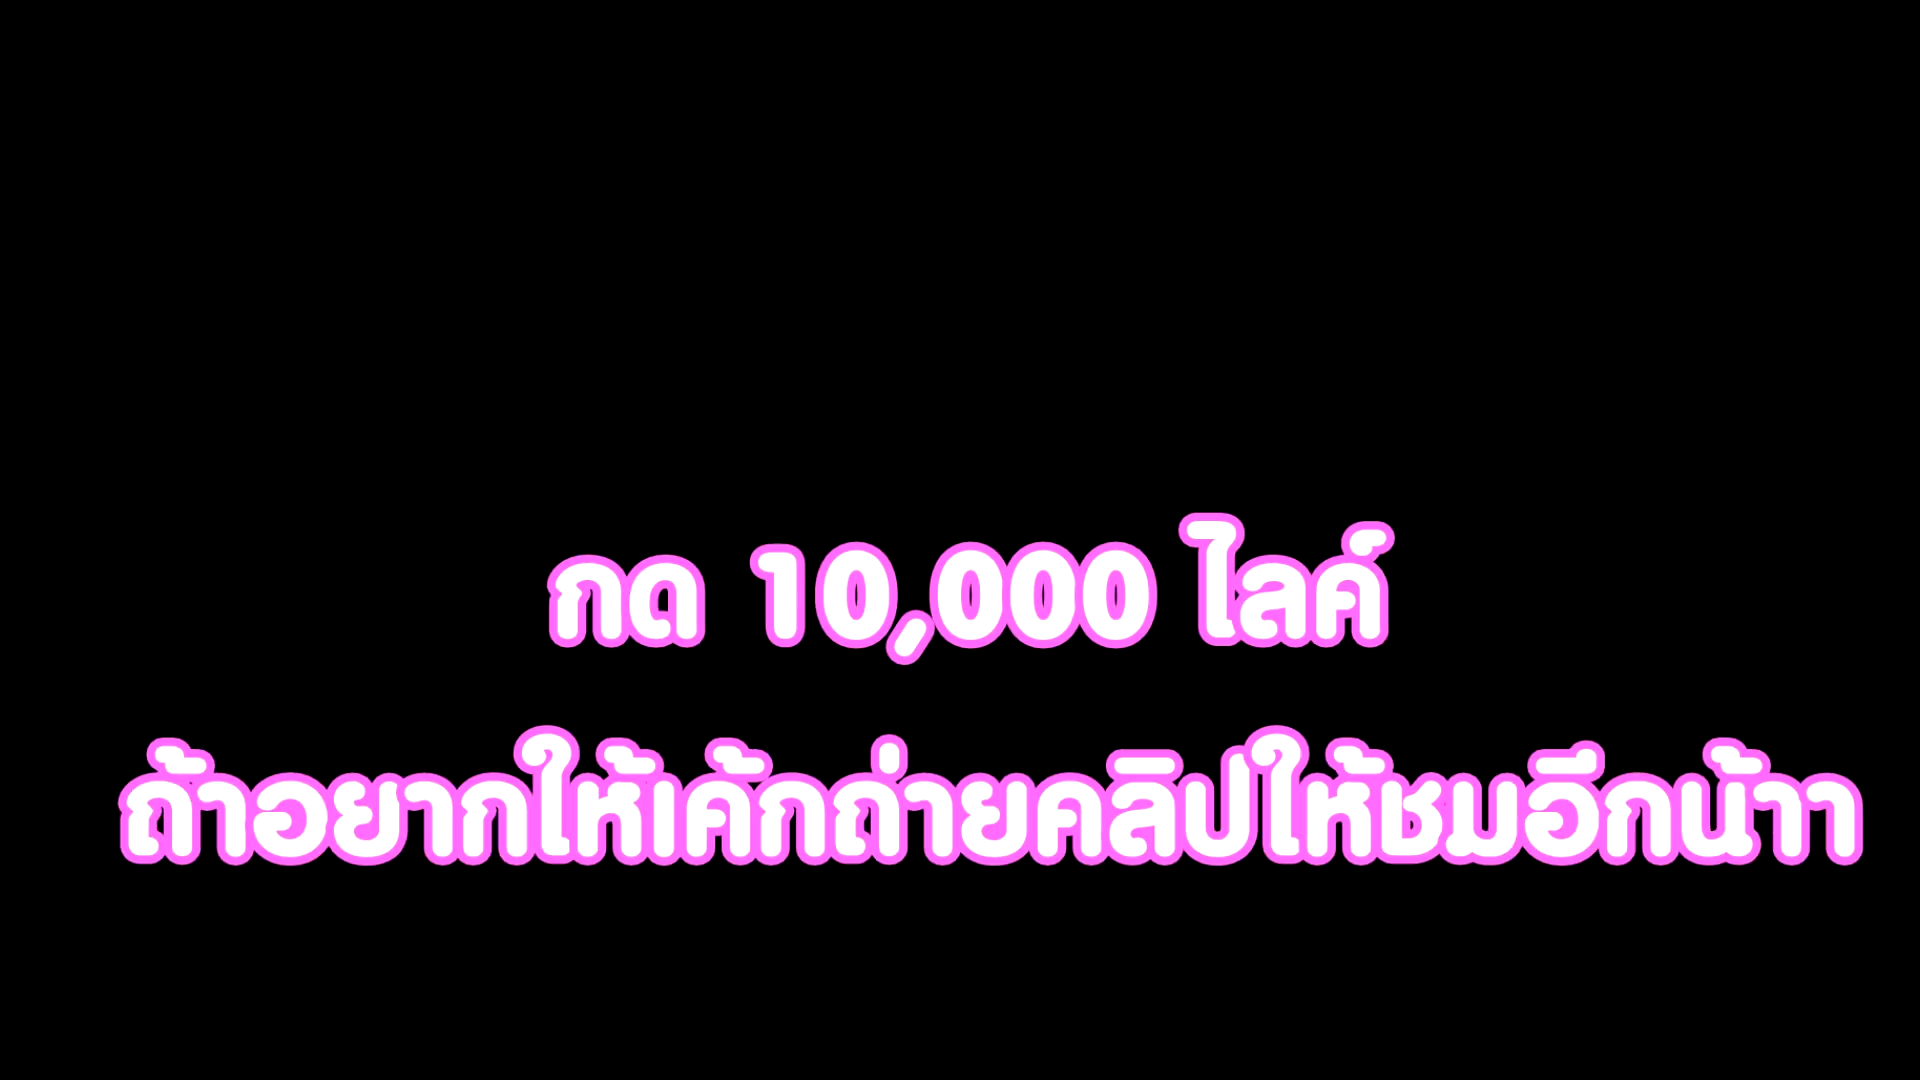 กด 10,000 ไลค์
ถ้าอยากให้เค้กถ่ายคลิปให้ชมอีกน้าา